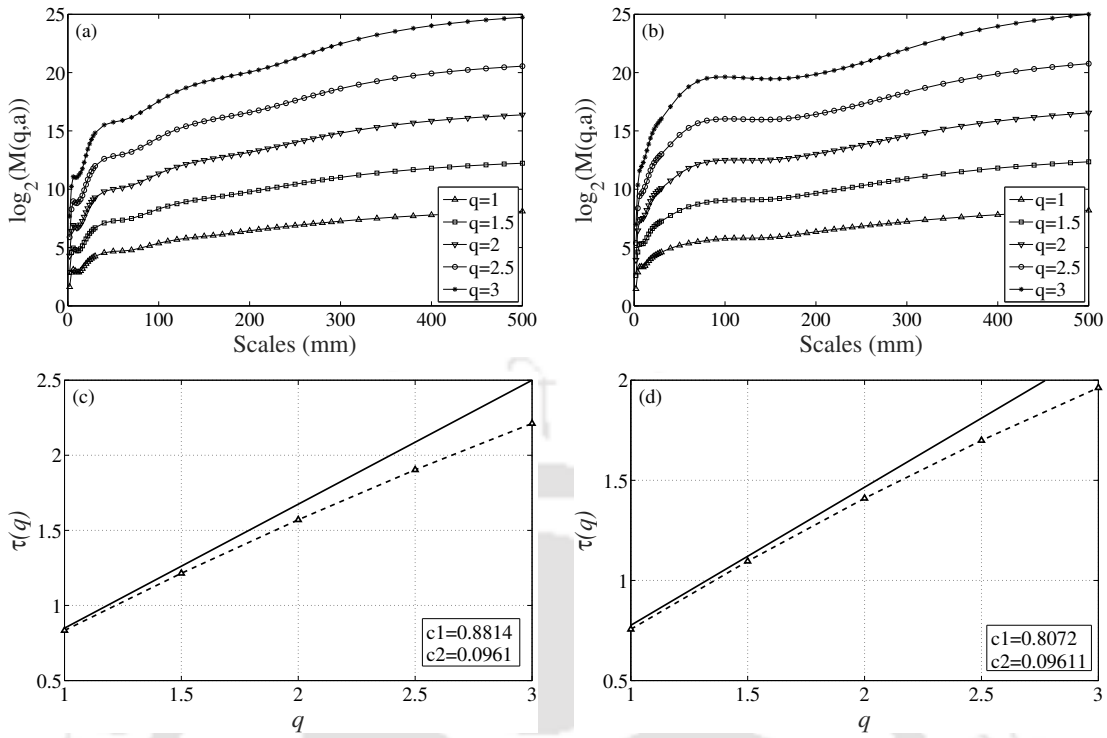 (a)
25
20
15
10
5
0
log₂(M(q,a))
0 100 200 300 400 500
Scales (mm)
q=1
q=1.5
q=2
q=2.5
q=3
(b)
25
20
15
10
5
0
log₂(M(q,a))
0 100 200 300 400 500
Scales (mm)
q=1
q=1.5
q=2
q=2.5
q=3
(c)
2.5
2
1.5
1
0.5
τ(q)
1 1.5 2 2.5 3
q
c1=0.8814
c2=0.0961
(d)
2
1.5
1
0.5
τ(q)
1 1.5 2 2.5 3
q
c1=0.8072
c2=0.09611